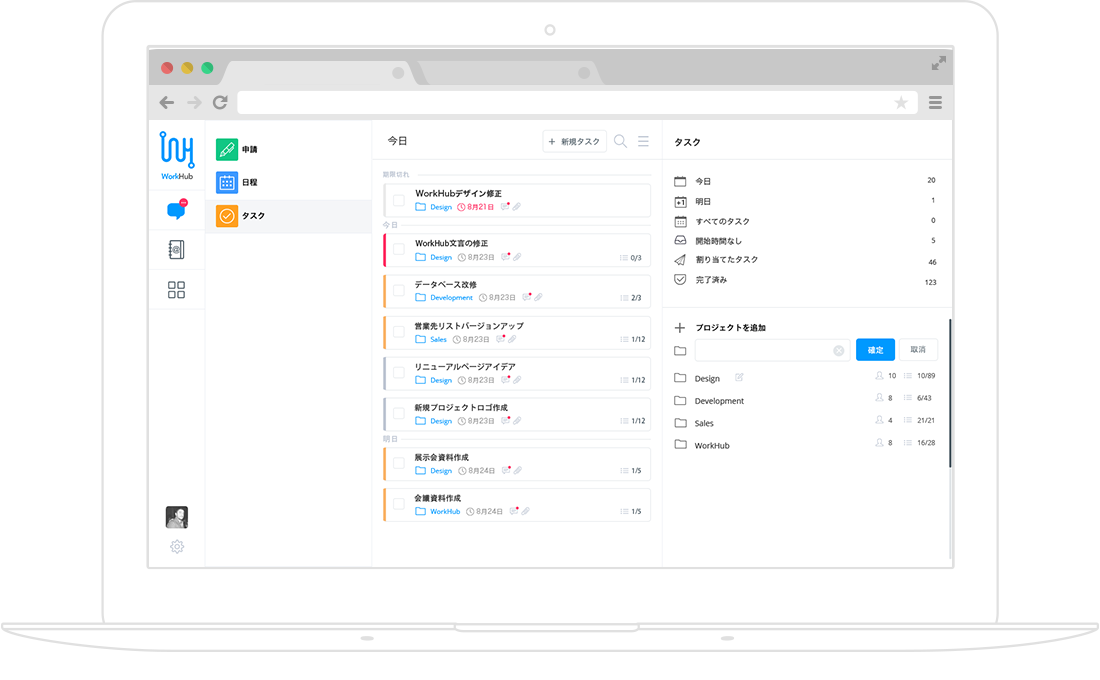 WorkHub
申請
日程
タスク
今日
+ 新規タスク
期限切れ
WorkHubデザイン修正
Design 8月21日
今日
WorkHub文言の修正
Design 8月23日 0/3
データベース改修
Development 8月23日 2/3
営業先リストバージョンアップ
Sales 8月23日 1/12
リニューアルページアイデア
Design 8月23日 1/12
新規プロジェクトロゴ作成
Design 8月23日 1/12
明日
展示会資料作成
Design 8月24日 1/5
会議資料作成
WorkHub 8月24日 1/5
タスク
今日 20
明日 1
すべてのタスク 0
開始時間なし 5
割り当てたタスク 46
完了済み 123
プロジェクトを追加
確定 取消
Design 10 10/89
Development 8 6/43
Sales 4 21/21
WorkHub 8 16/28